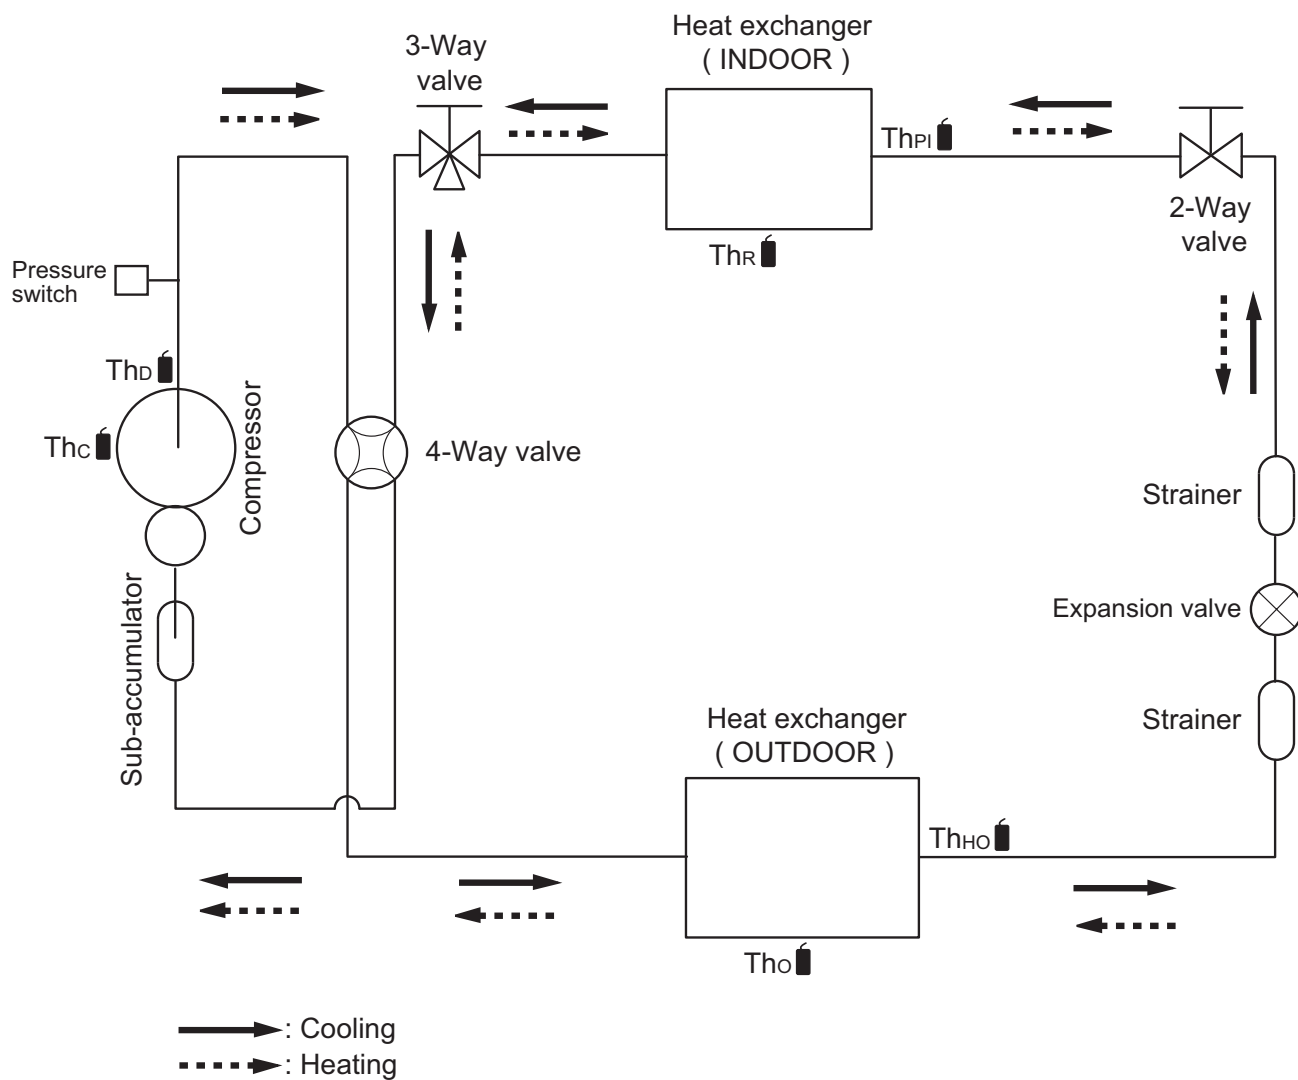 Heat exchanger
( INDOOR )
3-Way
valve
ThPI
2-Way
valve
ThR
Pressure
switch
ThD
ThC
Compressor
4-Way valve
Strainer
Expansion valve
Sub-accumulator
Strainer
Heat exchanger
( OUTDOOR )
ThHO
ThO
: Cooling
: Heating